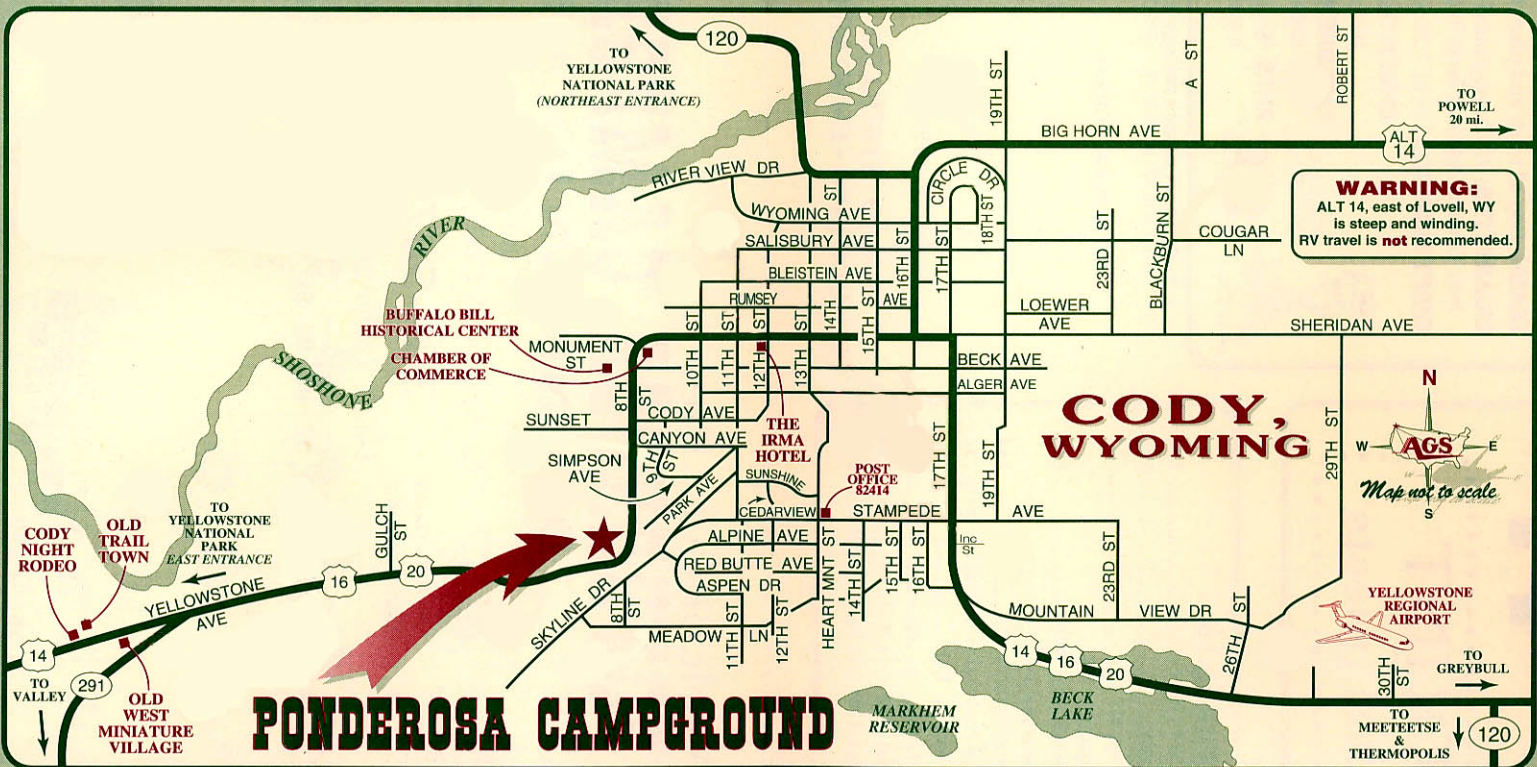 120
TO
YELLOWSTONE
NATIONAL PARK
(NORTHEAST ENTRANCE)
19TH ST
A ST
ROBERT ST
TO
POWELL
20 mi.
BIG HORN AVE
ALT
14
RIVER VIEW DR
CIRCLE DR
18TH ST
WARNING:
ALT 14, east of Lovell, WY
is steep and winding.
RV travel is not recommended.
WYOMING AVE
SALISBURY AVE
BLEISTEIN AVE
RUMSEY AVE
16TH ST
17TH ST
23RD ST
BLACKBURN ST
COUGAR
LN
LOEWER
AVE
SHERIDAN AVE
RIVER
SHOSHONE
BUFFALO BILL
HISTORICAL CENTER
CHAMBER OF
COMMERCE
MONUMENT
ST
8TH ST
10TH ST
11TH ST
12TH ST
13TH ST
14TH ST
15TH ST
BECK AVE
ALGER AVE
SUNSET
CODY AVE
CANYON AVE
9TH ST
SIMPSON
AVE
PARK AVE
THE
IRMA
HOTEL
SUNSHINE
CEDARVIEW
POST
OFFICE
82414
STAMPEDE AVE
17TH ST
19TH ST
CODY,
WYOMING
29TH ST
N
W
E
S
AGS
Map not to scale
CODY
NIGHT
RODEO
OLD
TRAIL
TOWN
TO
YELLOWSTONE
NATIONAL
PARK
EAST ENTRANCE
GULCH ST
16
20
YELLOWSTONE
AVE
14
TO
VALLEY
291
OLD
WEST
MINIATURE
VILLAGE
SKYLINE DR
8TH ST
ALPINE AVE
RED BUTTE AVE
ASPEN DR
MEADOW LN
11TH ST
12TH ST
HEART MNT ST
14TH ST
15TH ST
16TH ST
Inc
St
23RD ST
MOUNTAIN VIEW DR
26TH ST
YELLOWSTONE
REGIONAL
AIRPORT
14
16
20
30TH ST
TO
GREYBULL
TO
MEETEETSE
&
THERMOPOLIS
120
PONDEROSA CAMPGROUND
MARKHEM
RESERVOIR
BECK
LAKE